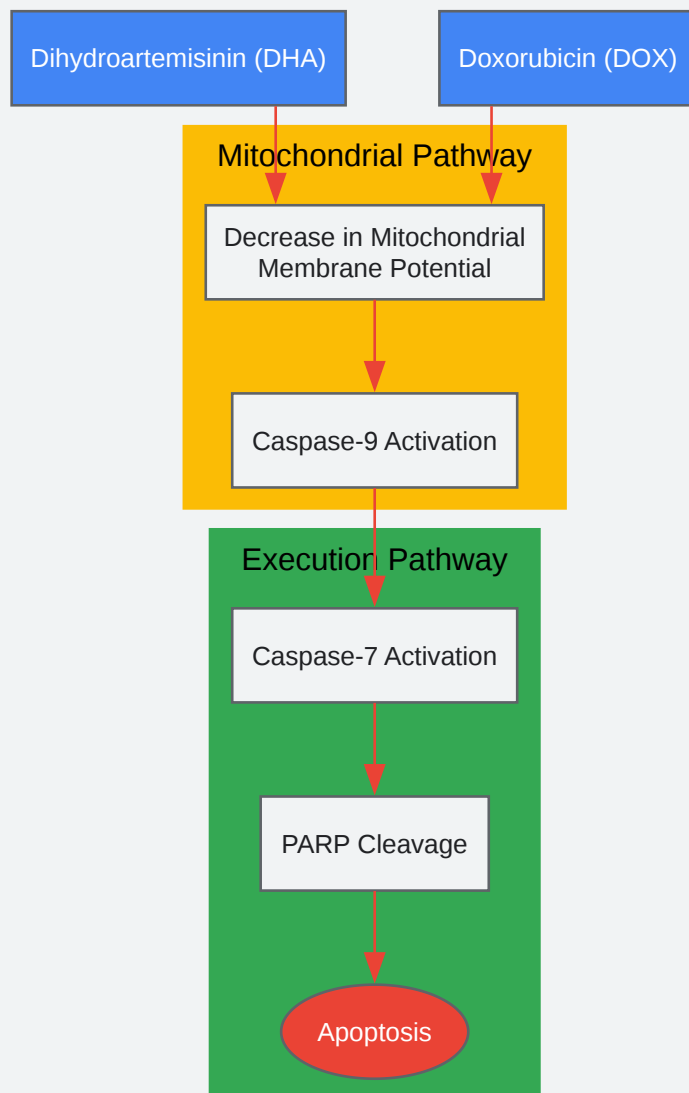 Dihydroartemisinin (DHA)
Doxorubicin (DOX)
Mitochondrial Pathway
Decrease in Mitochondrial
Membrane Potential
Caspase-9 Activation
Execution Pathway
Caspase-7 Activation
PARP Cleavage
Apoptosis